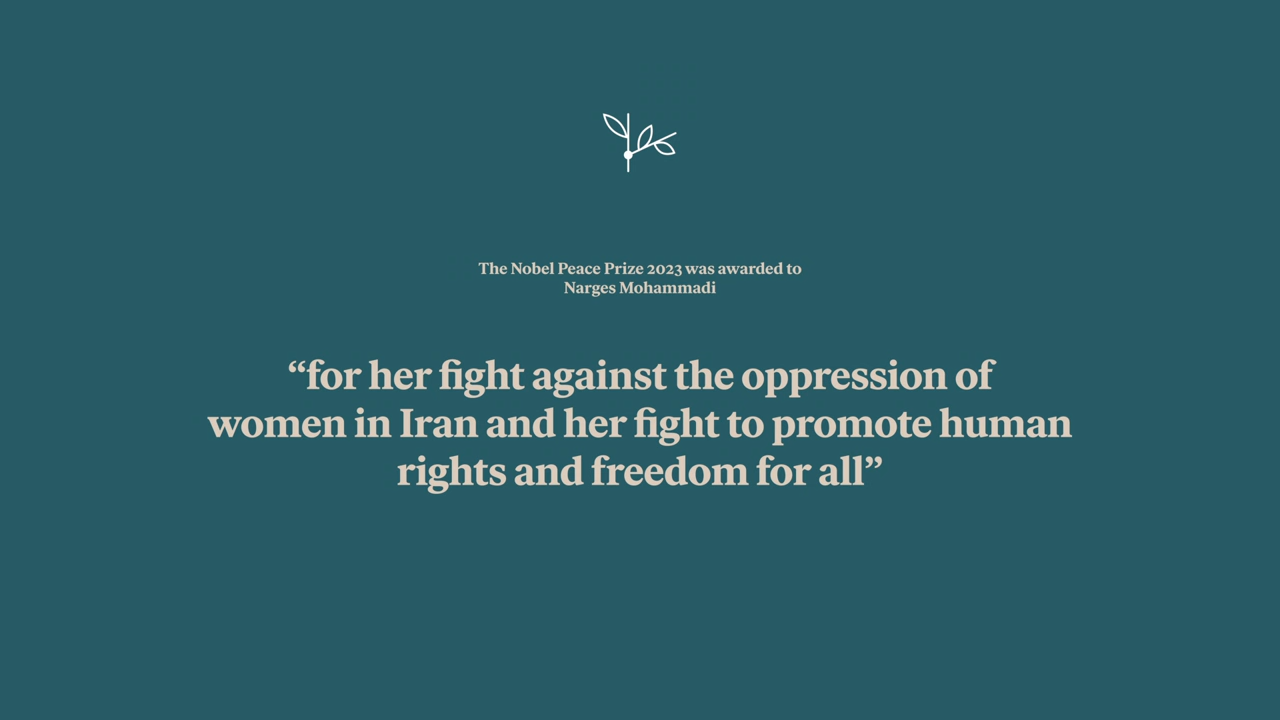 The Nobel Peace Prize 2023 was awarded to
Narges Mohammadi
“for her fight against the oppression of
women in Iran and her fight to promote human
rights and freedom for all”